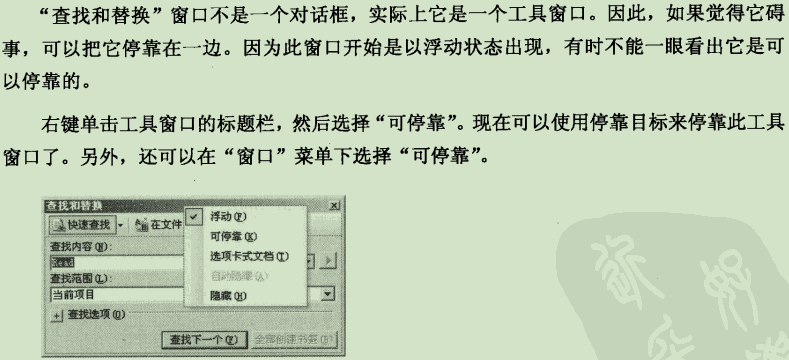 “查找和替换”窗口不是一个对话框，实际上它是一个工具窗口。因此，如果觉得它碍
事，可以把它停靠在一边。因为此窗口开始是以浮动状态出现，有时不能一眼看出它是可
以停靠的。
右键单击工具窗口的标题栏，然后选择“可停靠”。现在可以使用停靠目标来停靠此工具
窗口了。另外，还可以在“窗口”菜单下选择“可停靠”。
查找和替换
快速查找 在文件
浮动(F)
可停靠(K)
选项卡式文档(T)
自动隐藏(A)
隐藏(H)
查找内容(N):
查找范围(L):
当前项目
查找选项(O)
查找下一个(F)